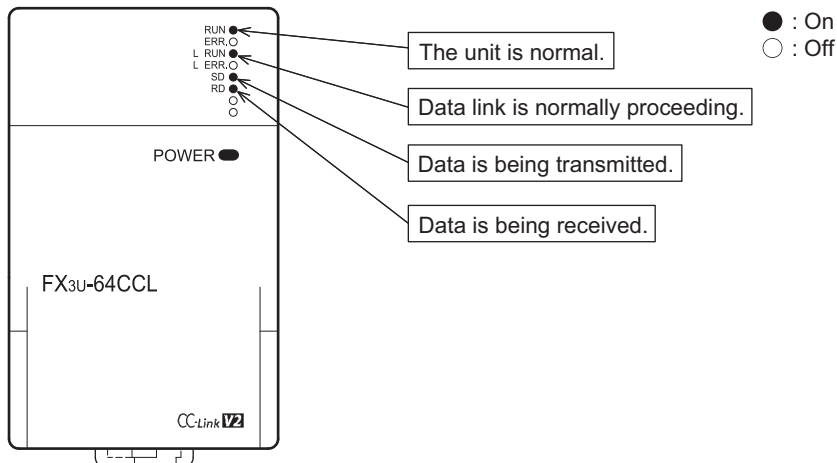 RUN
ERR.
L RUN
L ERR.
SD
RD
POWER
FX3U-64CCL
CC-Link V2
The unit is normal.
Data link is normally proceeding.
Data is being transmitted.
Data is being received.
: On
: Off